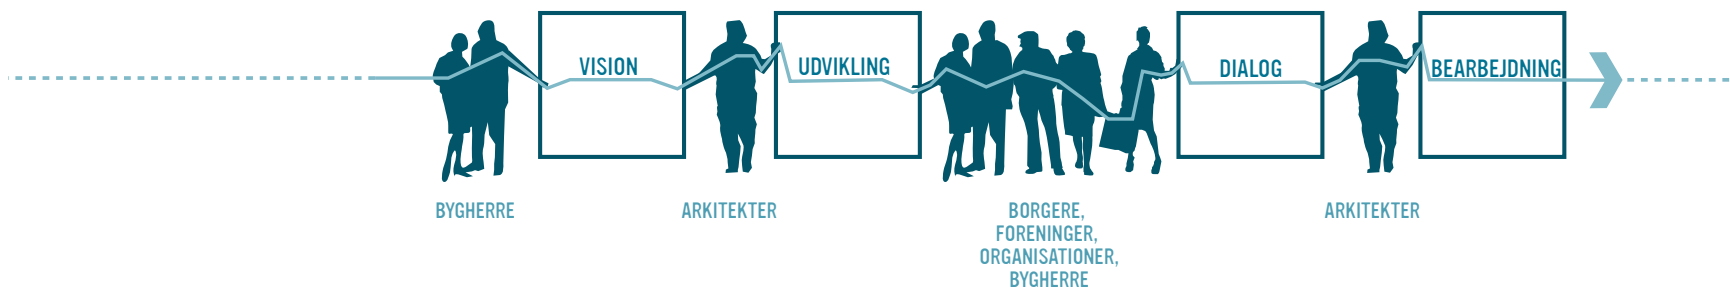 VISION
UDVIKLING
DIALOG
BEARBEJDNING
BYGHERRE
ARKITEKTER
BORGERE,
FORENINGER,
ORGANISATIONER,
BYGHERRE
ARKITEKTER